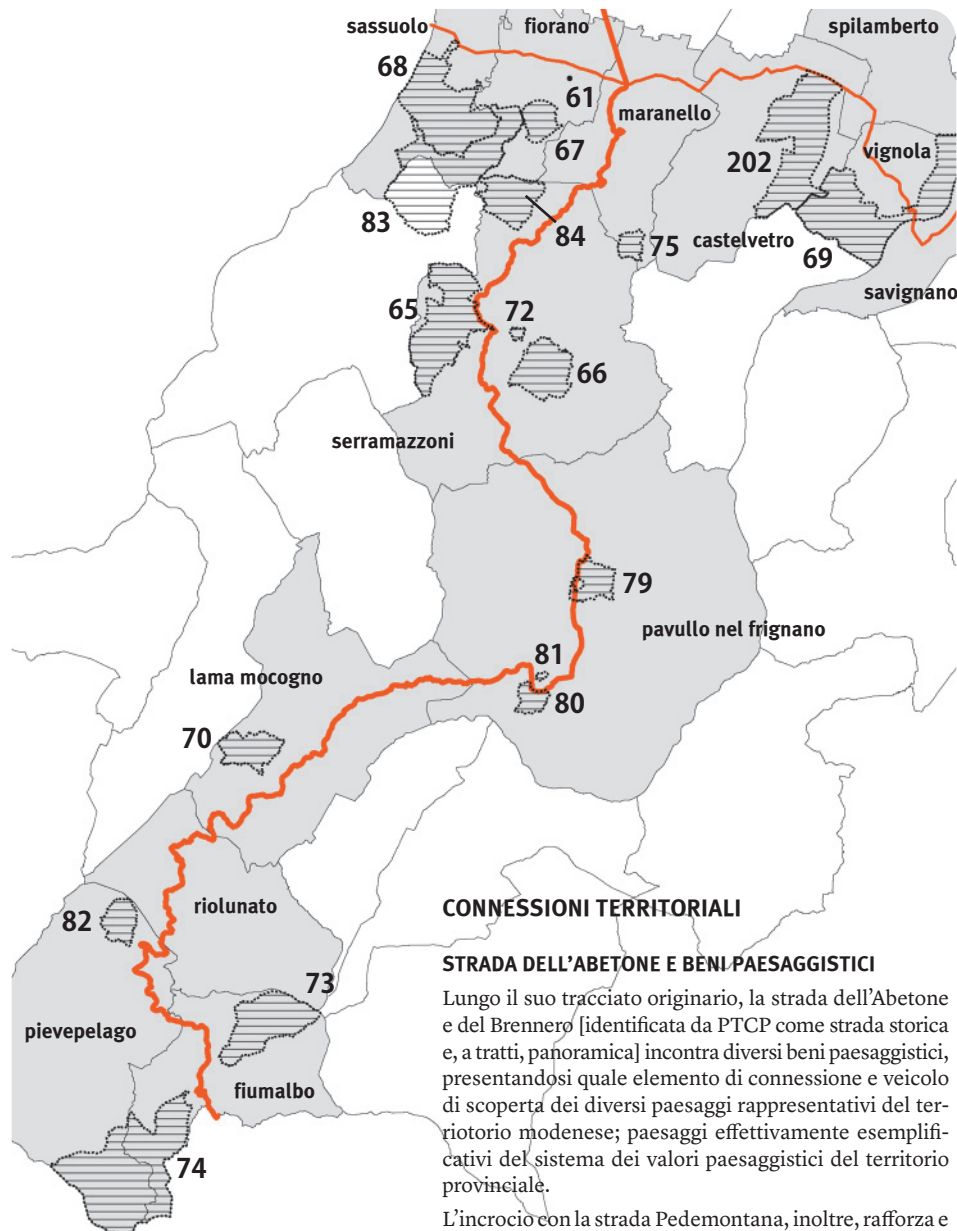 sassuolo
fiorano
spilamberto
68
61
maranello
67
202
vignola
83
84
75
castelvetro
69
savignano
65
72
66
serramazzoni
79
pavullo nel frignano
81
lama mocogno
80
70
riolunato
82
CONNESSIONI TERRITORIALI
STRADA DELL'ABETONE E BENI PAESAGGISTICI
73
pievepelago
fiumalbo
74
Lungo il suo tracciato originario, la strada dell'Abetone
e del Brennero [identificata da PTCP come strada storica
e, a tratti, panoramica] incontra diversi beni paesaggistici,
presentandosi quale elemento di connessione e veicolo
di scoperta dei diversi paesaggi rappresentativi del ter-
riotorio modenese; paesaggi effettivamente esemplifi-
cativi del sistema dei valori paesaggistici del territorio
provinciale.
L'incrocio con la strada Pedemontana, inoltre, rafforza e